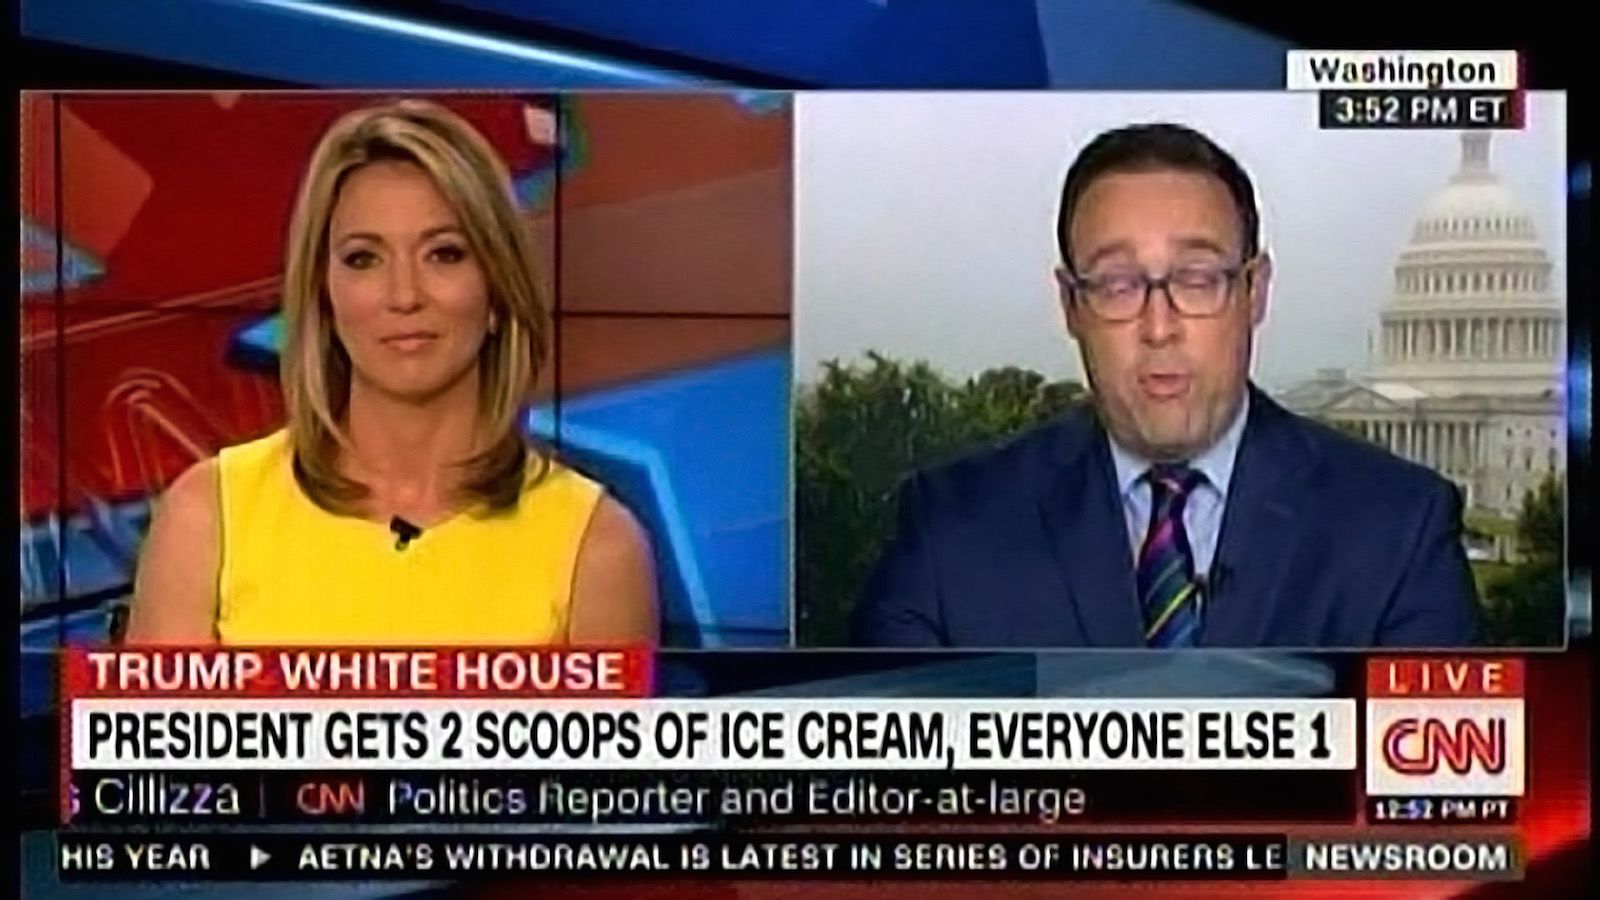 Washington
3:52 PM ET
TRUMP WHITE HOUSE
PRESIDENT GETS 2 SCOOPS OF ICE CREAM, EVERYONE ELSE 1
Cillizza | CNN Politics Reporter and Editor-at-large
LIVE
CNN
12:52 PM PT
HIS YEAR ▶ AETNA'S WITHDRAWAL IS LATEST IN SERIES OF INSURERS LE
NEWSROOM